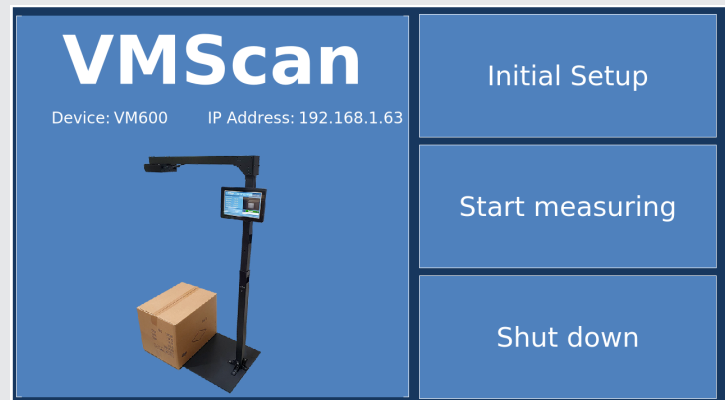 VMScan
Device: VM600 IP Address: 192.168.1.63
Initial Setup
Start measuring
Shut down